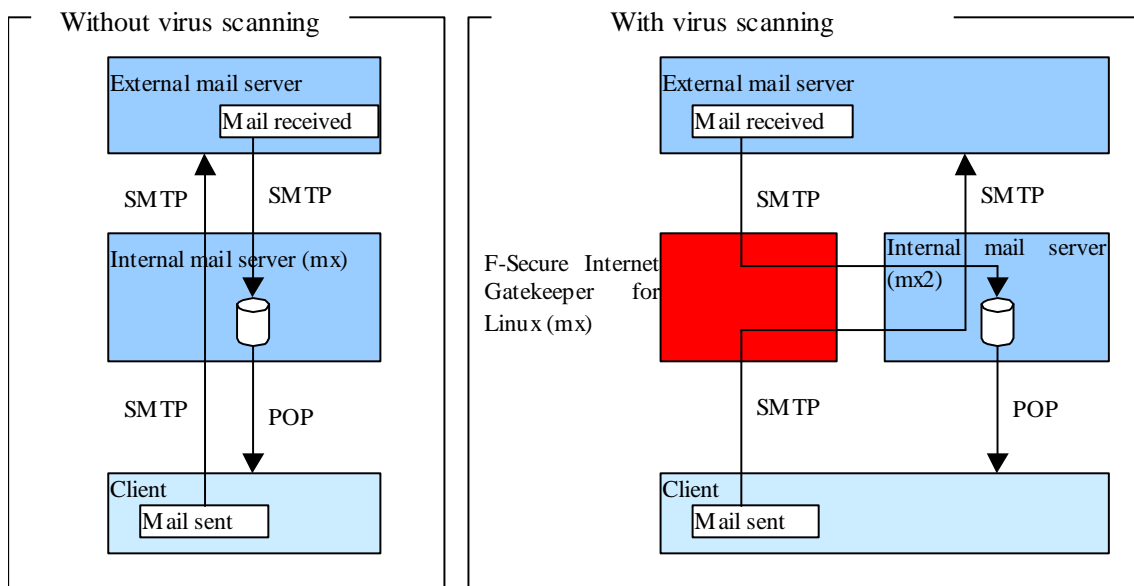 Without virus scanning
External mail server
Mail received
SMTP
SMTP
Internal mail server (mx)
SMTP
POP
Client
Mail sent
With virus scanning
External mail server
Mail received
SMTP
SMTP
F-Secure Internet
Gatekeeper for
Linux (mx)
Internal mail server
(mx2)
SMTP
POP
Client
Mail sent